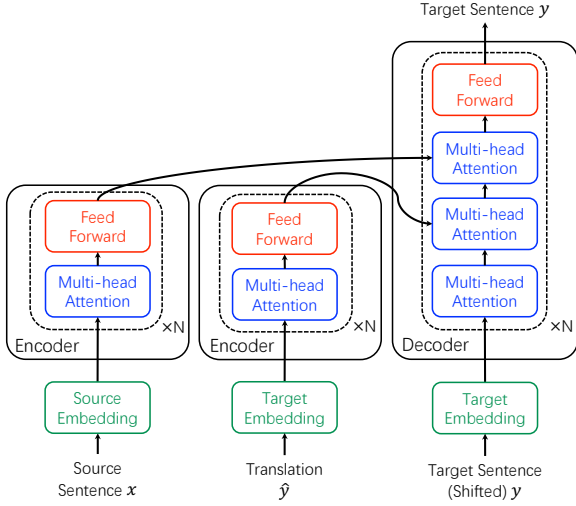 Target Sentence y
Feed
Forward
Multi-head
Attention
Multi-head
Attention
Multi-head
Attention
×N
Decoder
Target
Embedding
Target Sentence
(Shifted) y
Feed
Forward
Multi-head
Attention
×N
Encoder
Source
Embedding
Source
Sentence x
Feed
Forward
Multi-head
Attention
×N
Encoder
Target
Embedding
Translation
ŷ